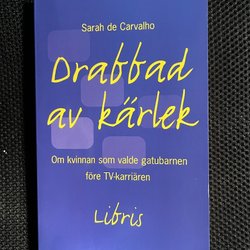 Sarah de Carvalho
Drabbad
av kärlek
Om kvinnan som valde gatubarnen
före TV-karriären
Libris